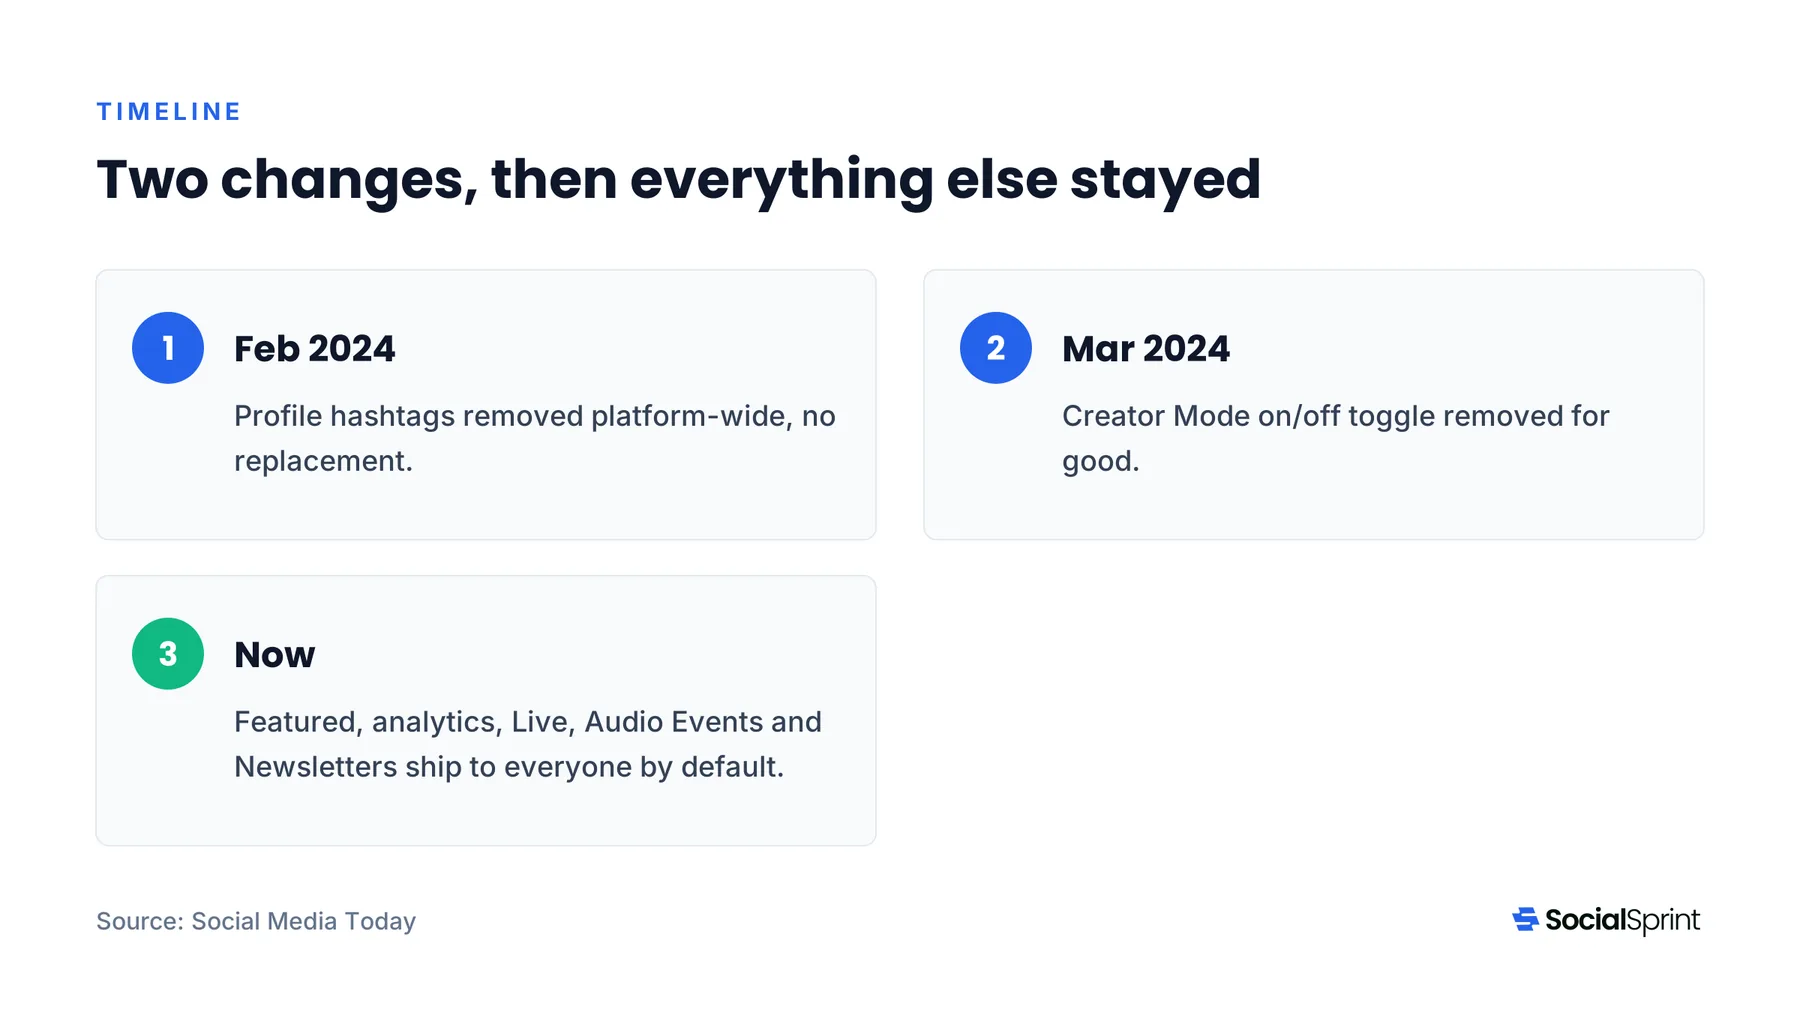 TIMELINE
Two changes, then everything else stayed
1
Feb 2024
Profile hashtags removed platform-wide, no
replacement.
2
Mar 2024
Creator Mode on/off toggle removed for
good.
3
Now
Featured, analytics, Live, Audio Events and
Newsletters ship to everyone by default.
Source: Social Media Today
SocialSprint